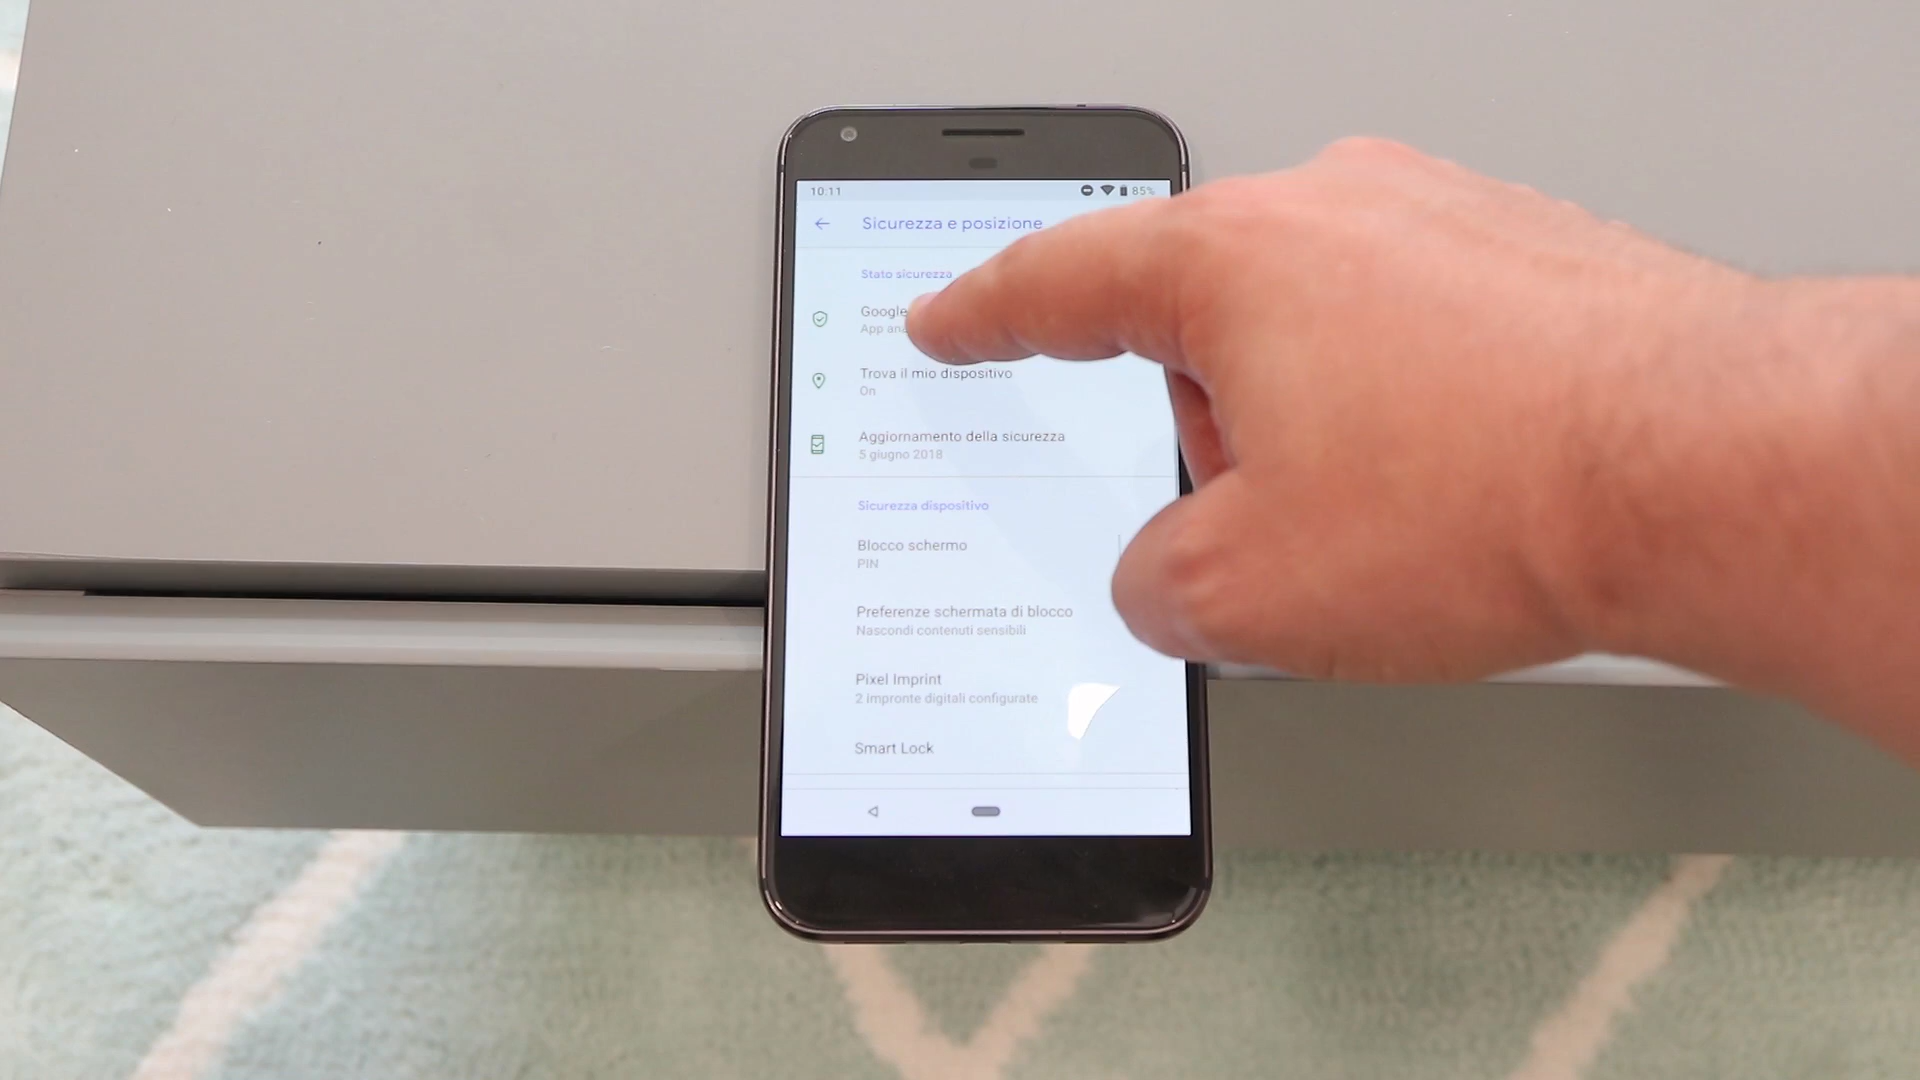 10:11
85%
Sicurezza e posizione
Stato sicurezza
Google
App
Trova il mio dispositivo
On
Aggiornamento della sicurezza
5 giugno 2018
Sicurezza dispositivo
Blocco schermo
PIN
Preferenze schermata di blocco
Nascondi contenuti sensibili
Pixel Imprint
2 impronte digitali configurate
Smart Lock